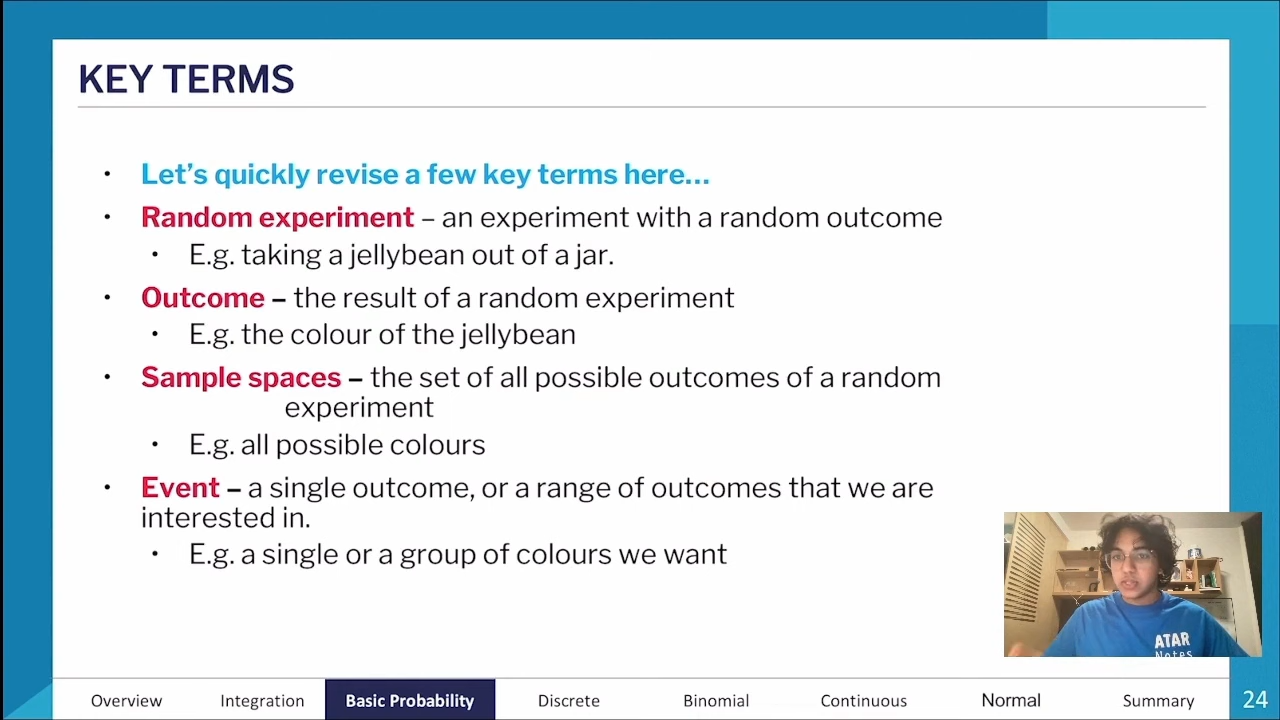 KEY TERMS
• Let's quickly revise a few key terms here...
• Random experiment – an experiment with a random outcome
• E.g. taking a jellybean out of a jar.
• Outcome – the result of a random experiment
• E.g. the colour of the jellybean
• Sample spaces – the set of all possible outcomes of a random
experiment
• E.g. all possible colours
• Event – a single outcome, or a range of outcomes that we are
interested in.
• E.g. a single or a group of colours we want
ATAR
Notes
Overview Integration Basic Probability Discrete Binomial Continuous Normal Summary 24